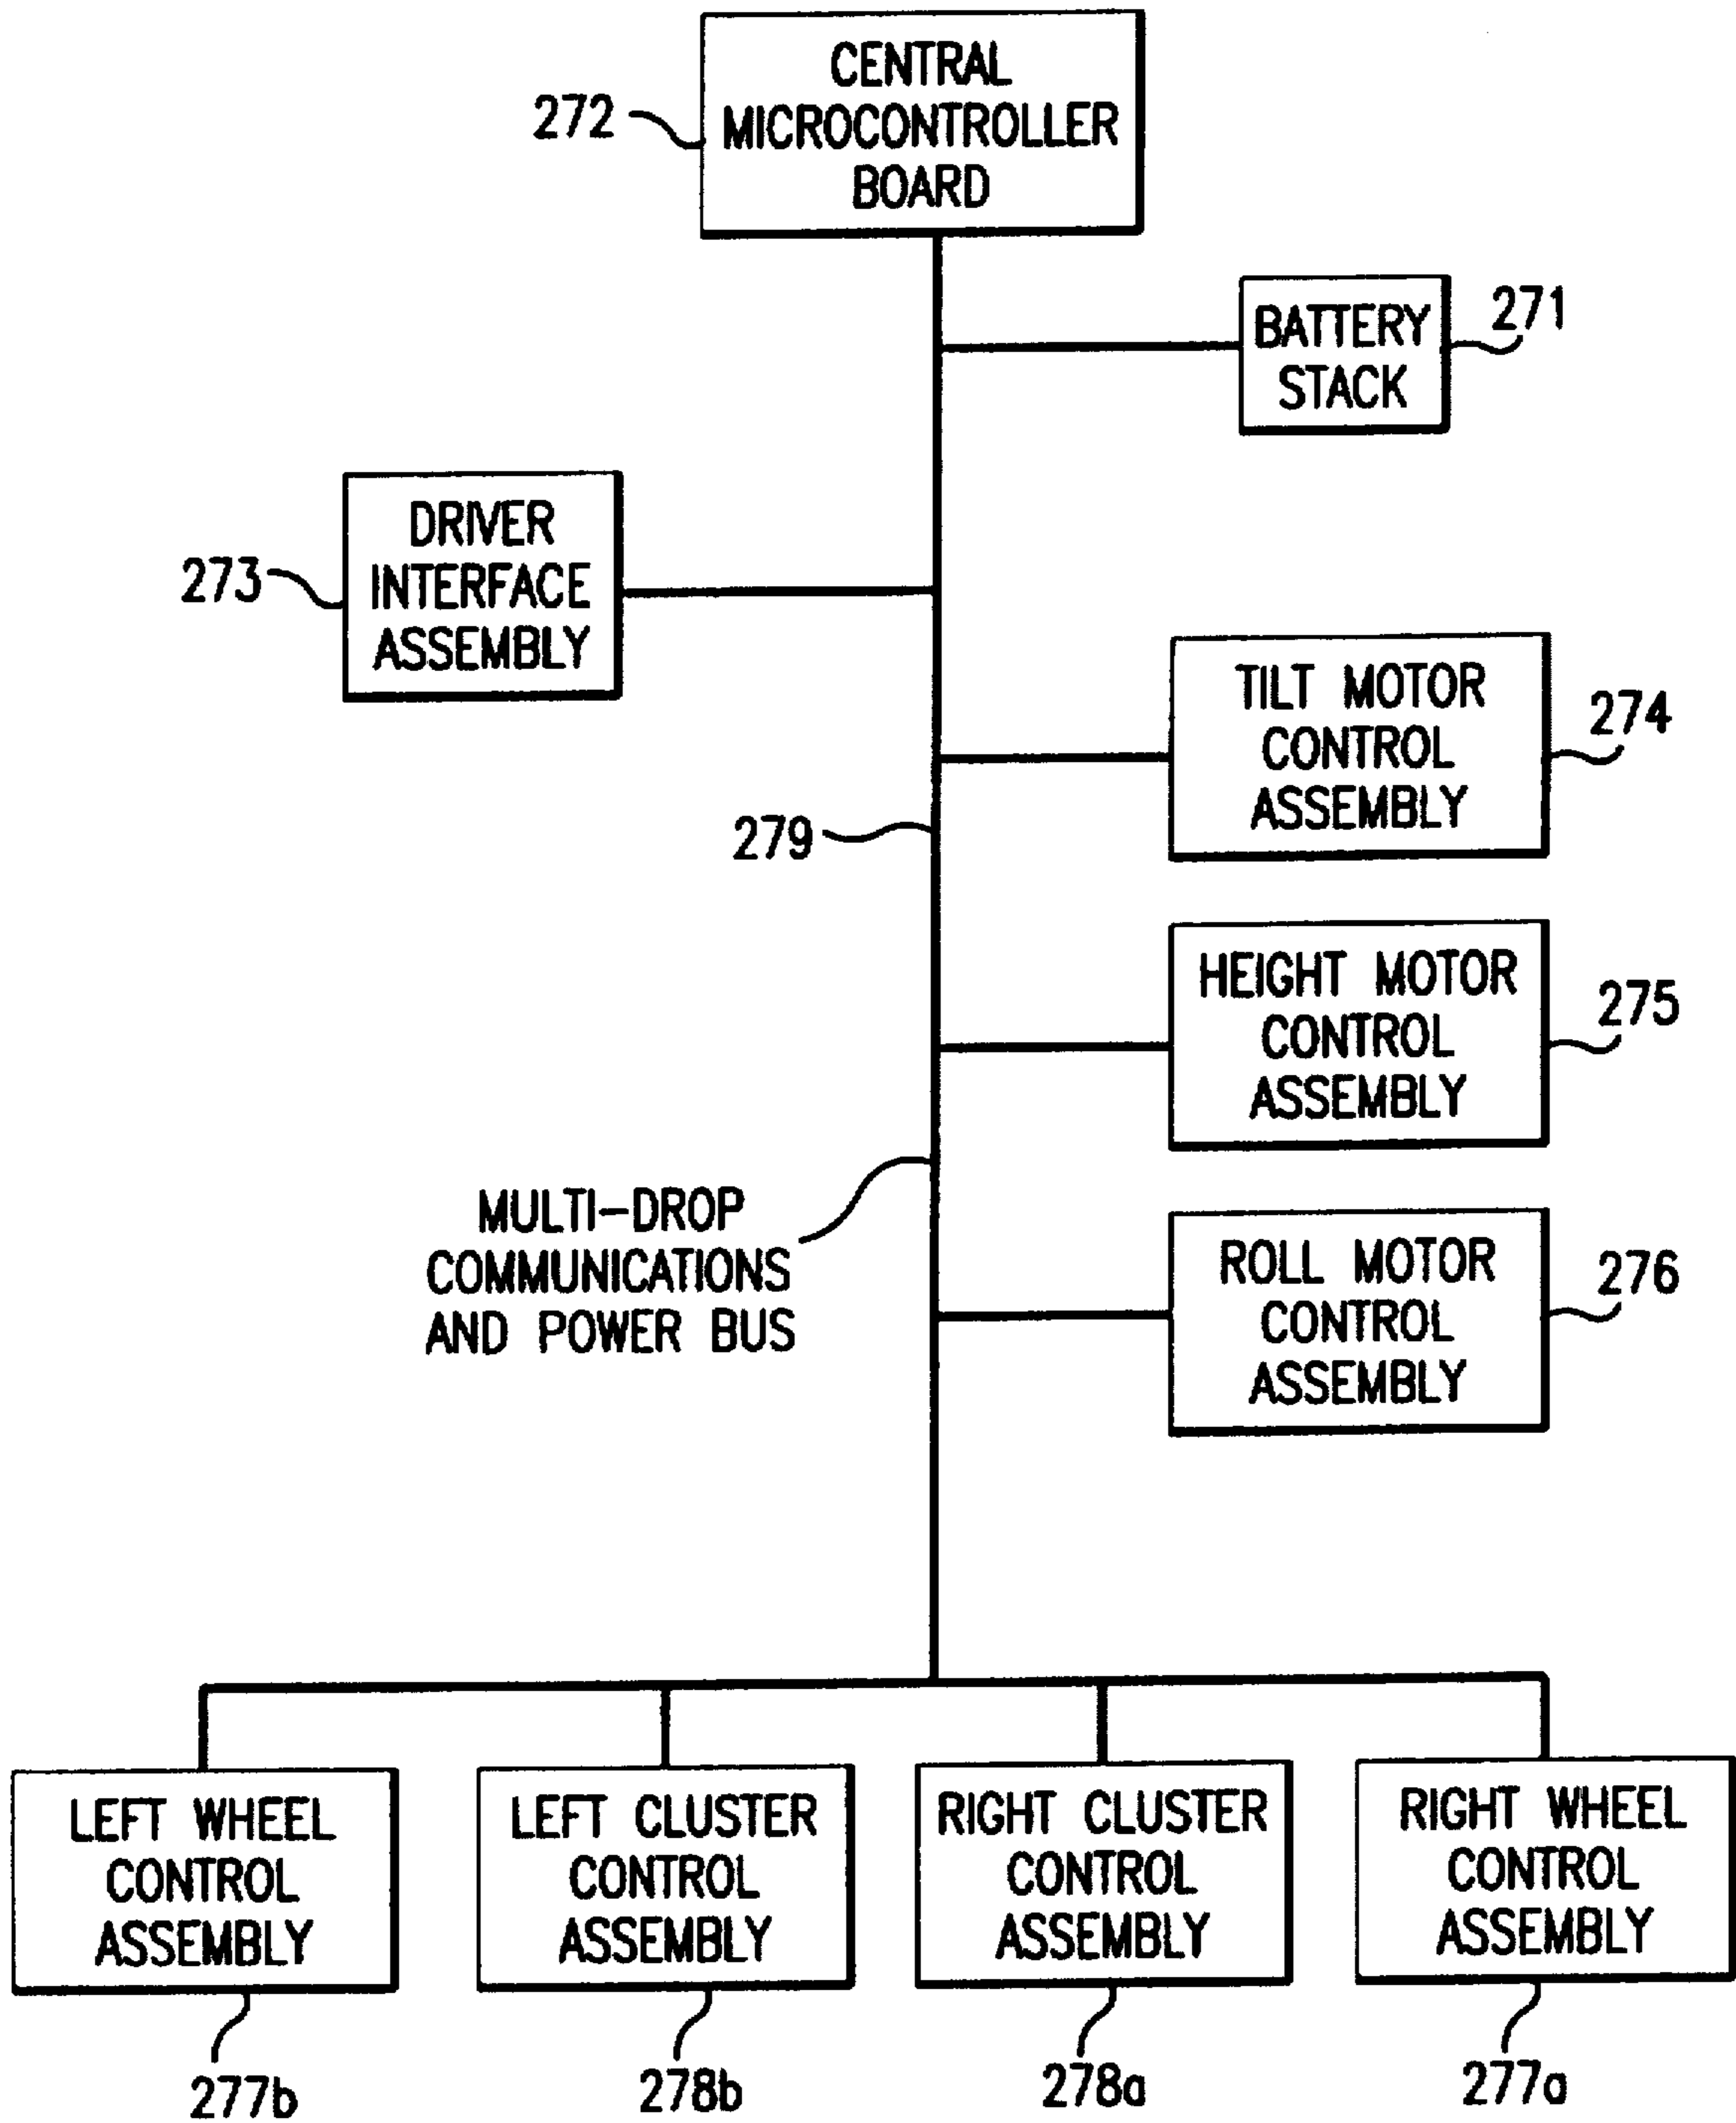 CENTRAL
MICROCONTROLLER
BOARD
272
BATTERY
STACK
271
DRIVER
INTERFACE
ASSEMBLY
273
TILT MOTOR
CONTROL
ASSEMBLY
274
279
HEIGHT MOTOR
CONTROL
ASSEMBLY
275
MULTI-DROP
COMMUNICATIONS
AND POWER BUS
ROLL MOTOR
CONTROL
ASSEMBLY
276
LEFT WHEEL
CONTROL
ASSEMBLY
277b
LEFT CLUSTER
CONTROL
ASSEMBLY
278b
RIGHT CLUSTER
CONTROL
ASSEMBLY
278a
RIGHT WHEEL
CONTROL
ASSEMBLY
277a